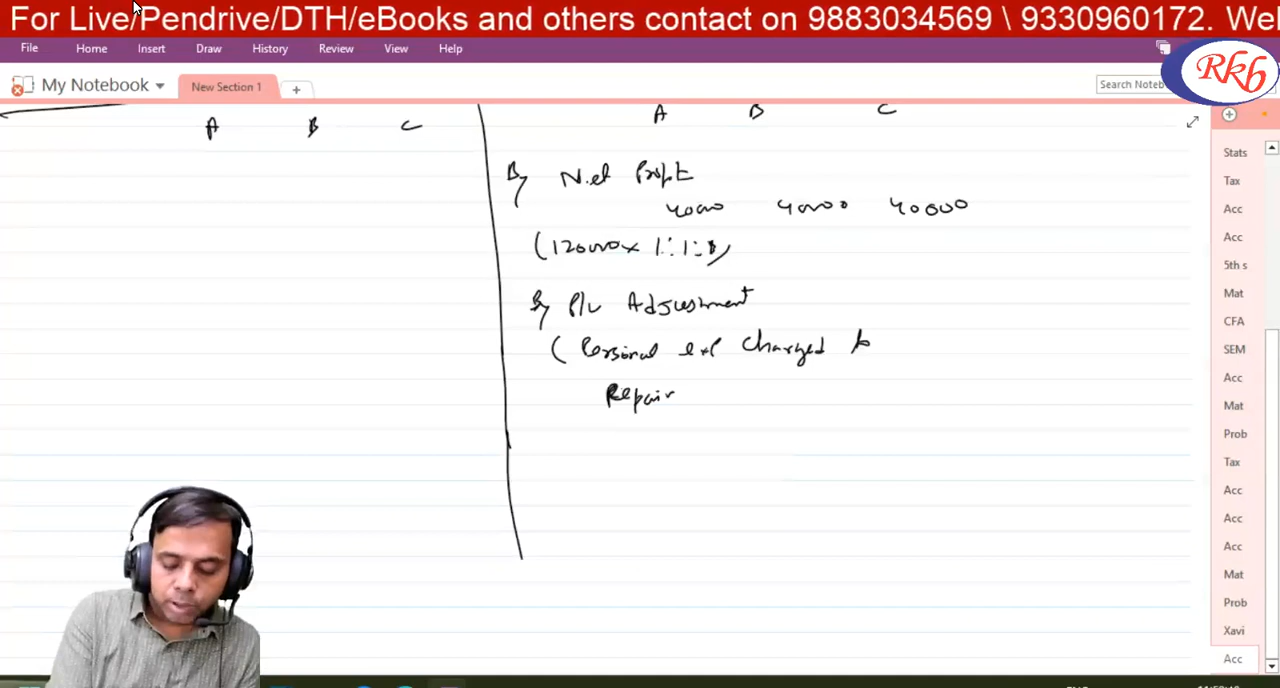 For Live/Pendrive/DTH/eBooks and others contact on 9883034569 \ 9330960172. Wel
File Home Insert Draw History Review View Help
Rkb
My Notebook New Section 1 +
Search Noteb
A B C
A B C
By Net Profit
40000 40000 40000
(120000 x 1:1:1)
By P/L Adjustment
( Personal exp charged to
Repair
Stats
Tax
Acc
Acc
5th s
Mat
CFA
SEM
Acc
Mat
Prob
Tax
Acc
Acc
Acc
Mat
Prob
Xavi
Acc